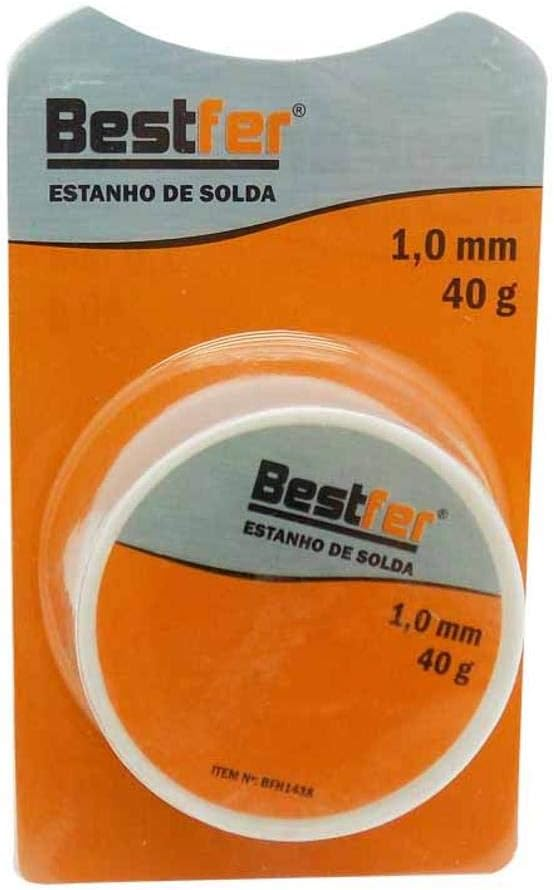 Bestfer®
ESTANHO DE SOLDA
1,0 mm
40 g
Bestfer®
ESTANHO DE SOLDA
1,0 mm
40 g
ITEM Nº: BFH1438